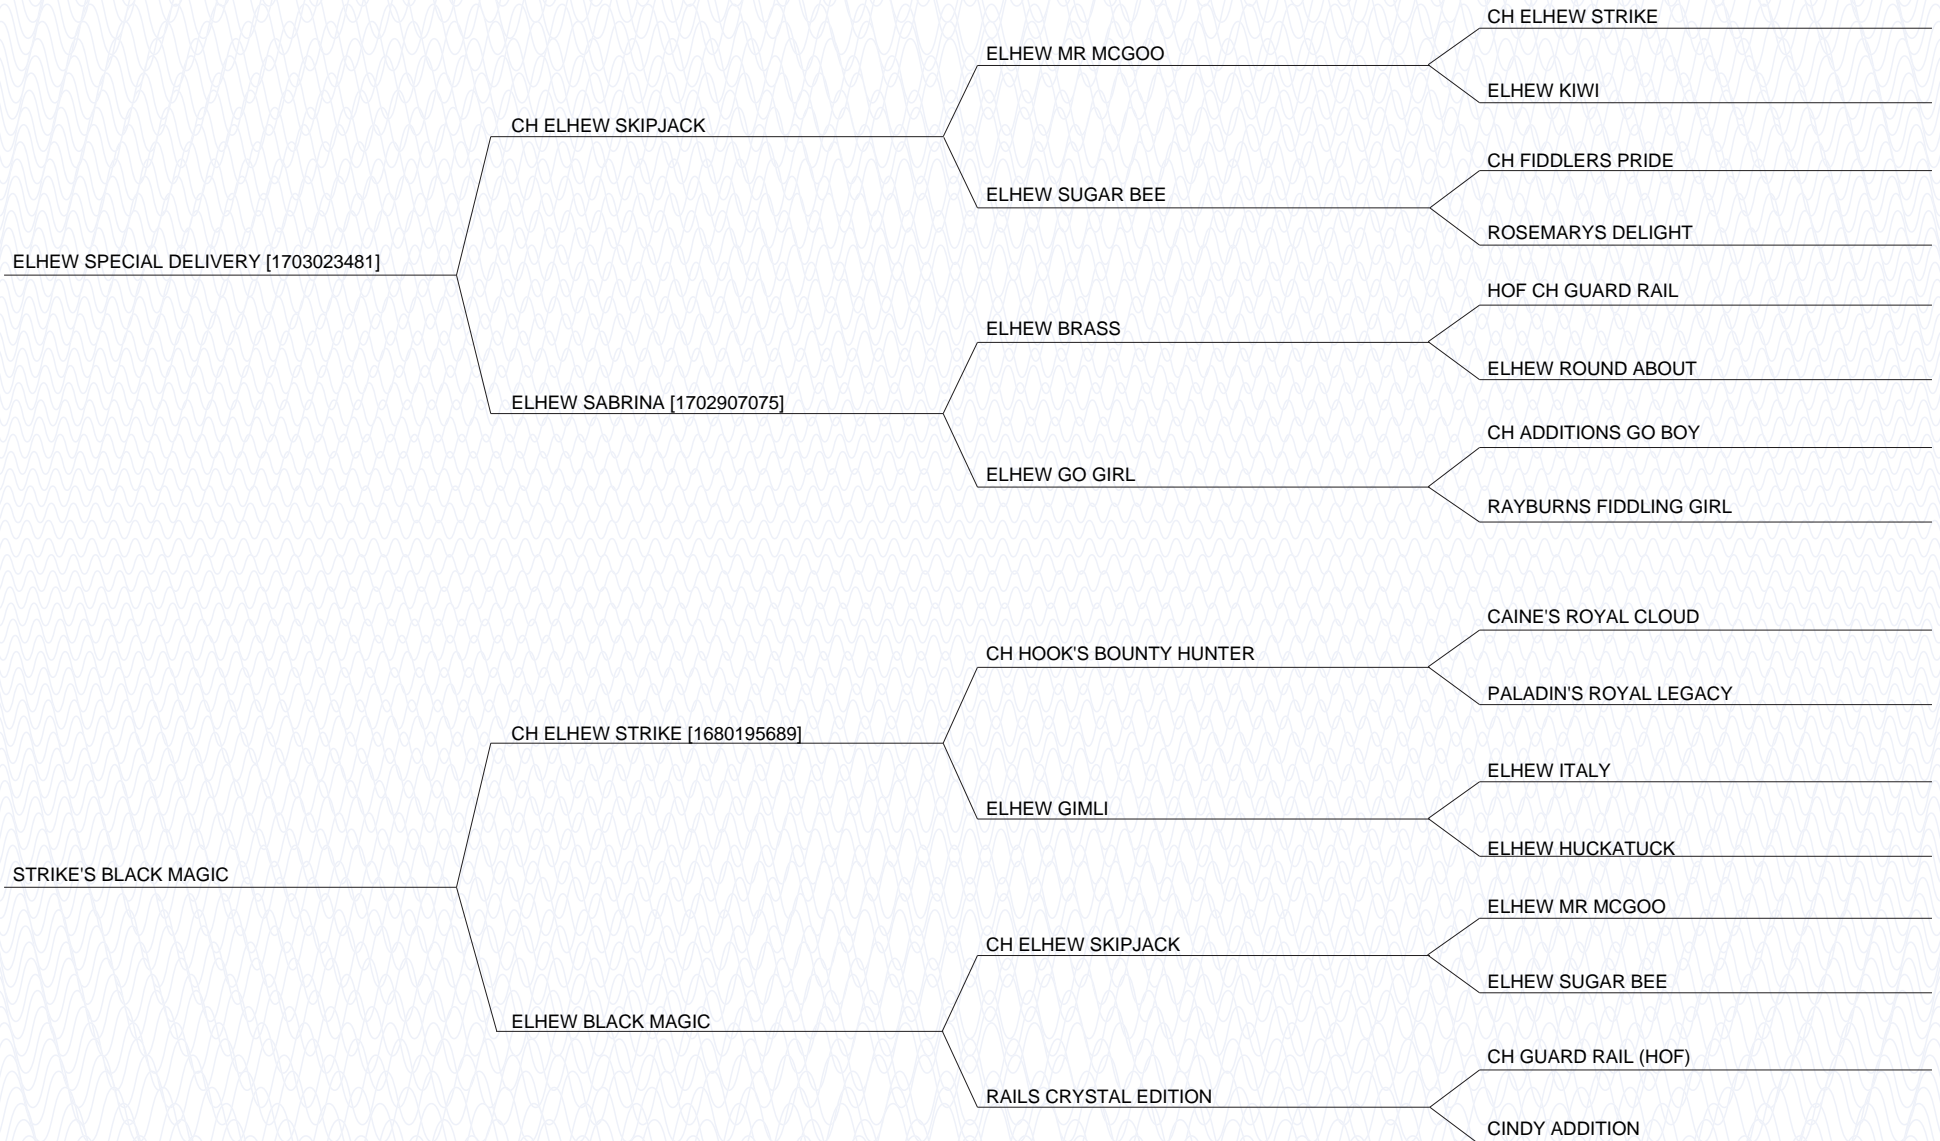 CH ELHEW STRIKE
ELHEW MR MCGOO
ELHEW KIWI
CH ELHEW SKIPJACK
CH FIDDLERS PRIDE
ELHEW SUGAR BEE
ROSEMARYS DELIGHT
ELHEW SPECIAL DELIVERY [1703023481]
HOF CH GUARD RAIL
ELHEW BRASS
ELHEW ROUND ABOUT
ELHEW SABRINA [1702907075]
CH ADDITIONS GO BOY
ELHEW GO GIRL
RAYBURNS FIDDLING GIRL
CAINE'S ROYAL CLOUD
CH HOOK'S BOUNTY HUNTER
PALADIN'S ROYAL LEGACY
CH ELHEW STRIKE [1680195689]
ELHEW ITALY
ELHEW GIMLI
ELHEW HUCKATUCK
STRIKE'S BLACK MAGIC
ELHEW MR MCGOO
CH ELHEW SKIPJACK
ELHEW SUGAR BEE
ELHEW BLACK MAGIC
CH GUARD RAIL (HOF)
RAILS CRYSTAL EDITION
CINDY ADDITION